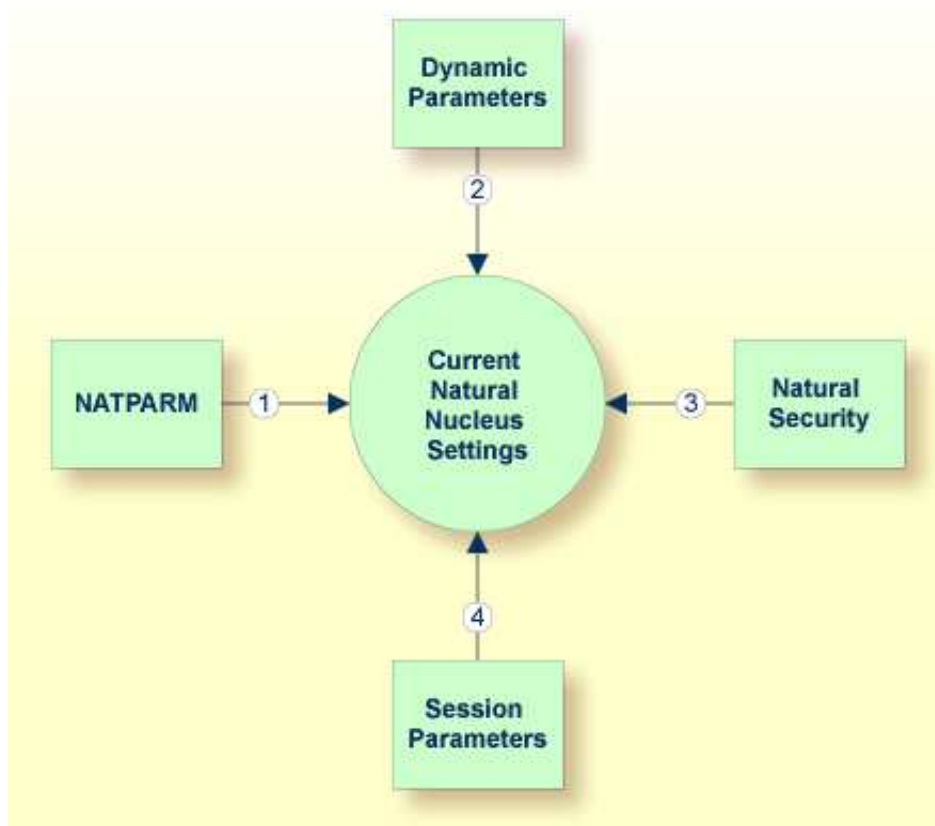 Dynamic
Parameters
2
NATPARM
1
Current
Natural
Nucleus
Settings
3
Natural
Security
4
Session
Parameters